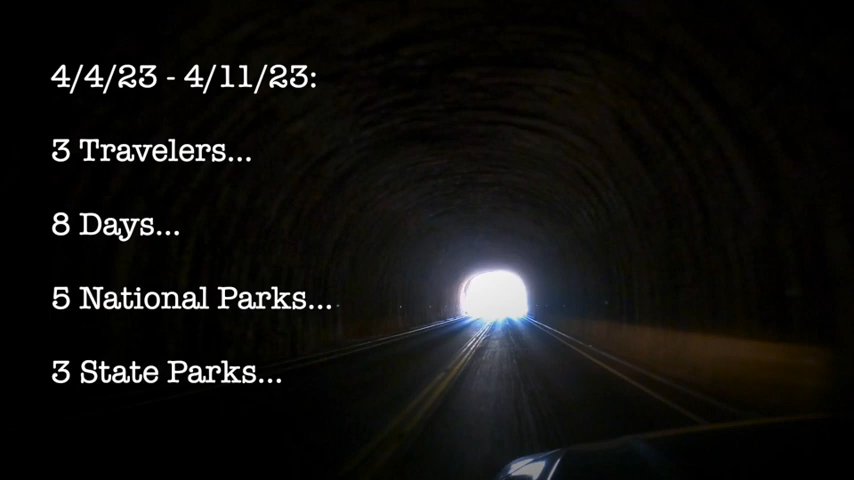 4/4/23 - 4/11/23:
3 Travelers...
8 Days...
5 National Parks...
3 State Parks...